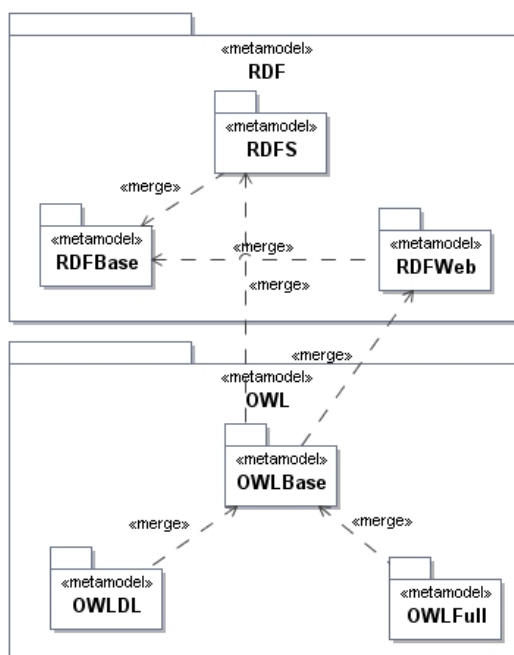 «metamodel»
RDF
«metamodel»
RDFS
«merge»
«metamodel»
RDFBase
«merge»
«metamodel»
RDFWeb
«merge»
«merge»
«metamodel»
OWL
«metamodel»
OWLBase
«merge»
«merge»
«metamodel»
OWLDL
«metamodel»
OWLFull